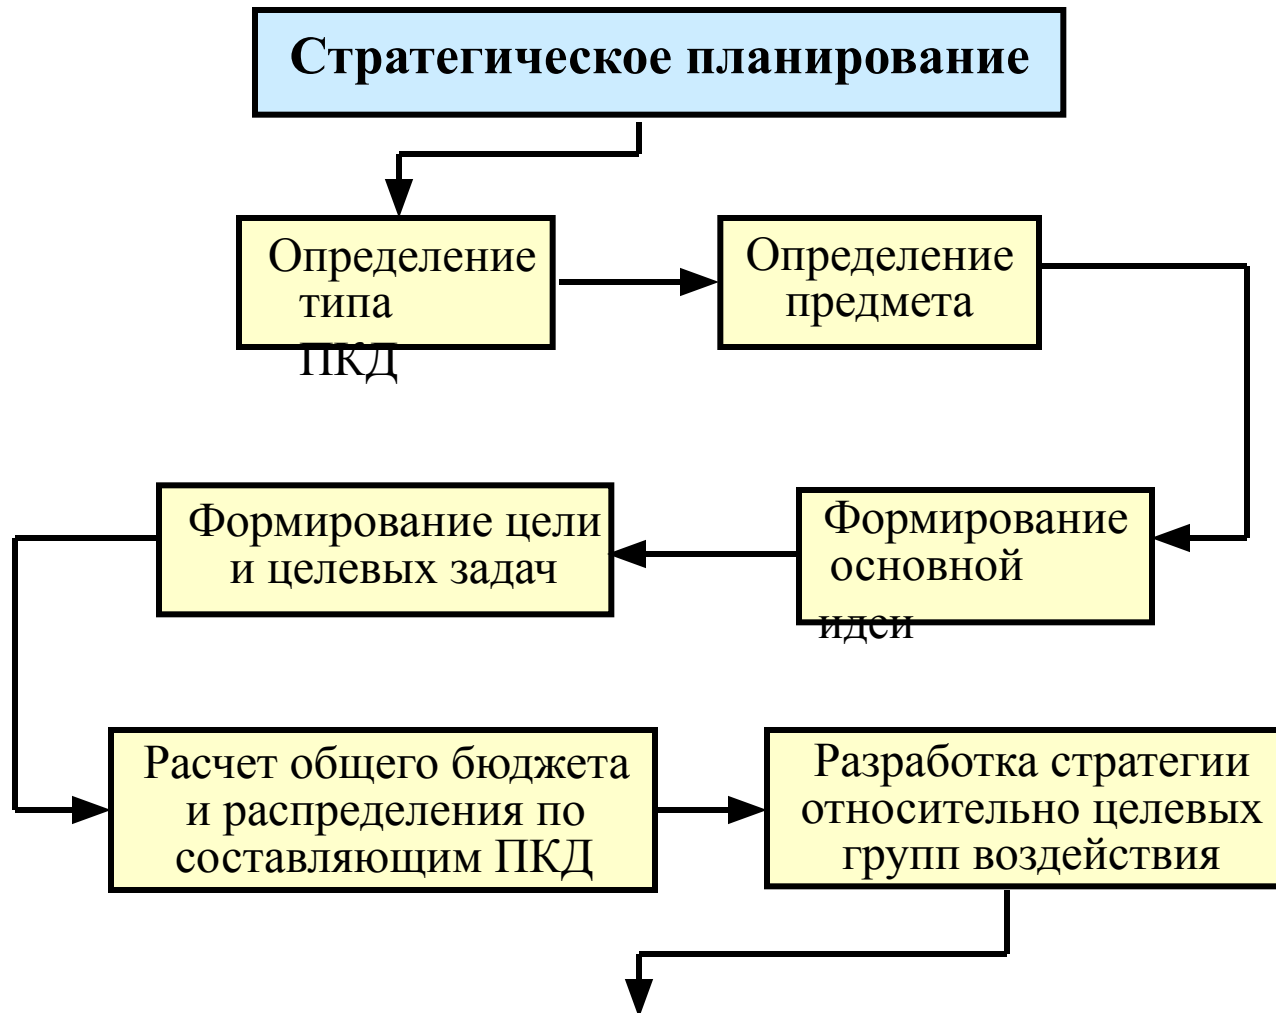 Стратегическое планирование
Определение
типа
ПКД
Определение
предмета
Формирование цели
и целевых задач
Формирование
основной
идеи
Расчет общего бюджета
и распределения по
составляющим ПКД
Разработка стратегии
относительно целевых
групп воздействия